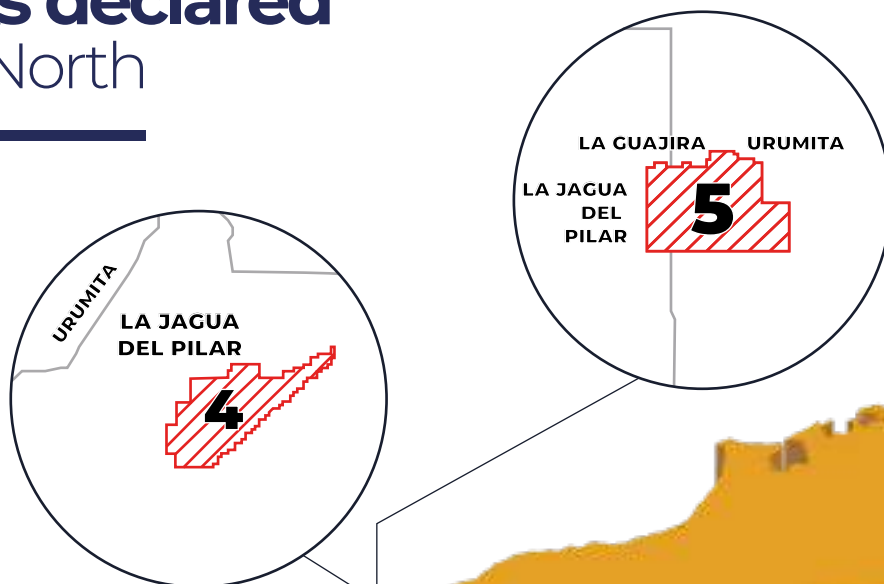 s declared
North
LA GUAJIRA
URUMITA
LA JAGUA
DEL
PILAR
5
URUMITA
LA JAGUA
DEL PILAR
4